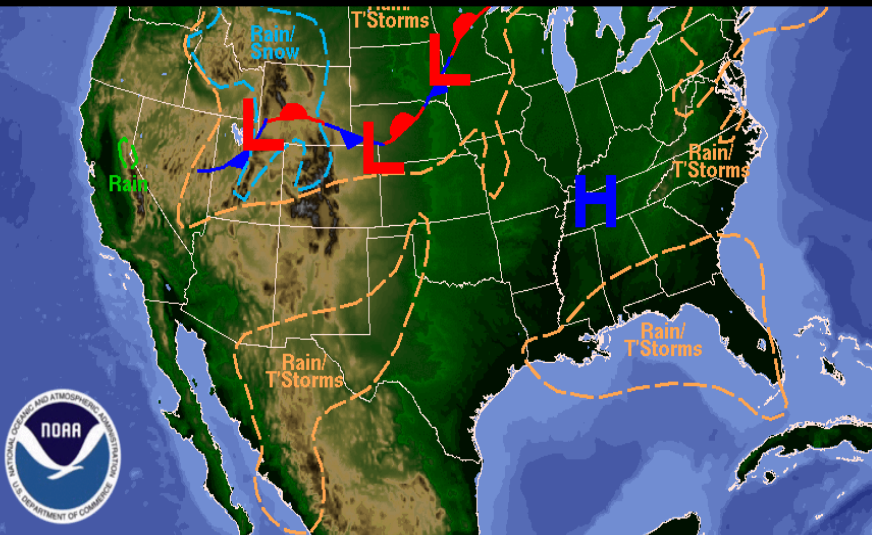 Rain/
T'Storms
Rain/
Snow
L
L
L
Rain
Rain/
T'Storms
H
Rain/
T'Storms
Rain/
T'Storms
NATIONAL OCEANIC AND ATMOSPHERIC ADMINISTRATION
NOAA
U.S. DEPARTMENT OF COMMERCE